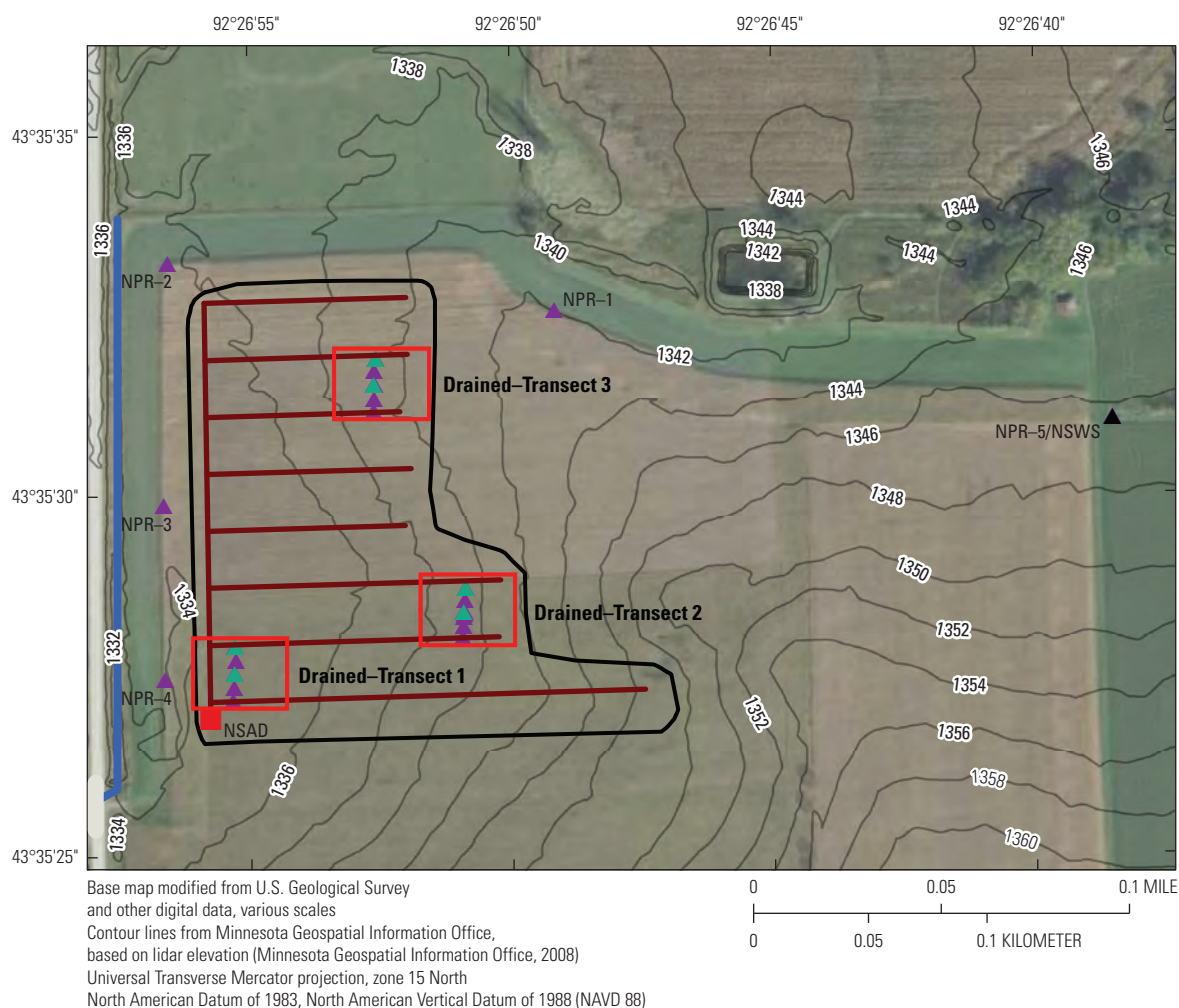 92°26'55" 92°26'50" 92°26'45" 92°26'40"
1338
43°35'35"
1336
1338
1346
1344
1344
1344
1336
1340
1342
1344
1346
NPR–2
1338
NPR–1
1342
Drained–Transect 3
1344
NPR–5/NSWS
1346
43°35'30"
1348
NPR–3
1350
1334
Drained–Transect 2
1352
1332
Drained–Transect 1
NPR–4
1354
1352
NSAD
1356
1336
1358
1334
1360
43°35'25"
Base map modified from U.S. Geological Survey
and other digital data, various scales
Contour lines from Minnesota Geospatial Information Office,
based on lidar elevation (Minnesota Geospatial Information Office, 2008)
Universal Transverse Mercator projection, zone 15 North
North American Datum of 1983, North American Vertical Datum of 1988 (NAVD 88)
0 0.05 0.1 MILE
0 0.05 0.1 KILOMETER